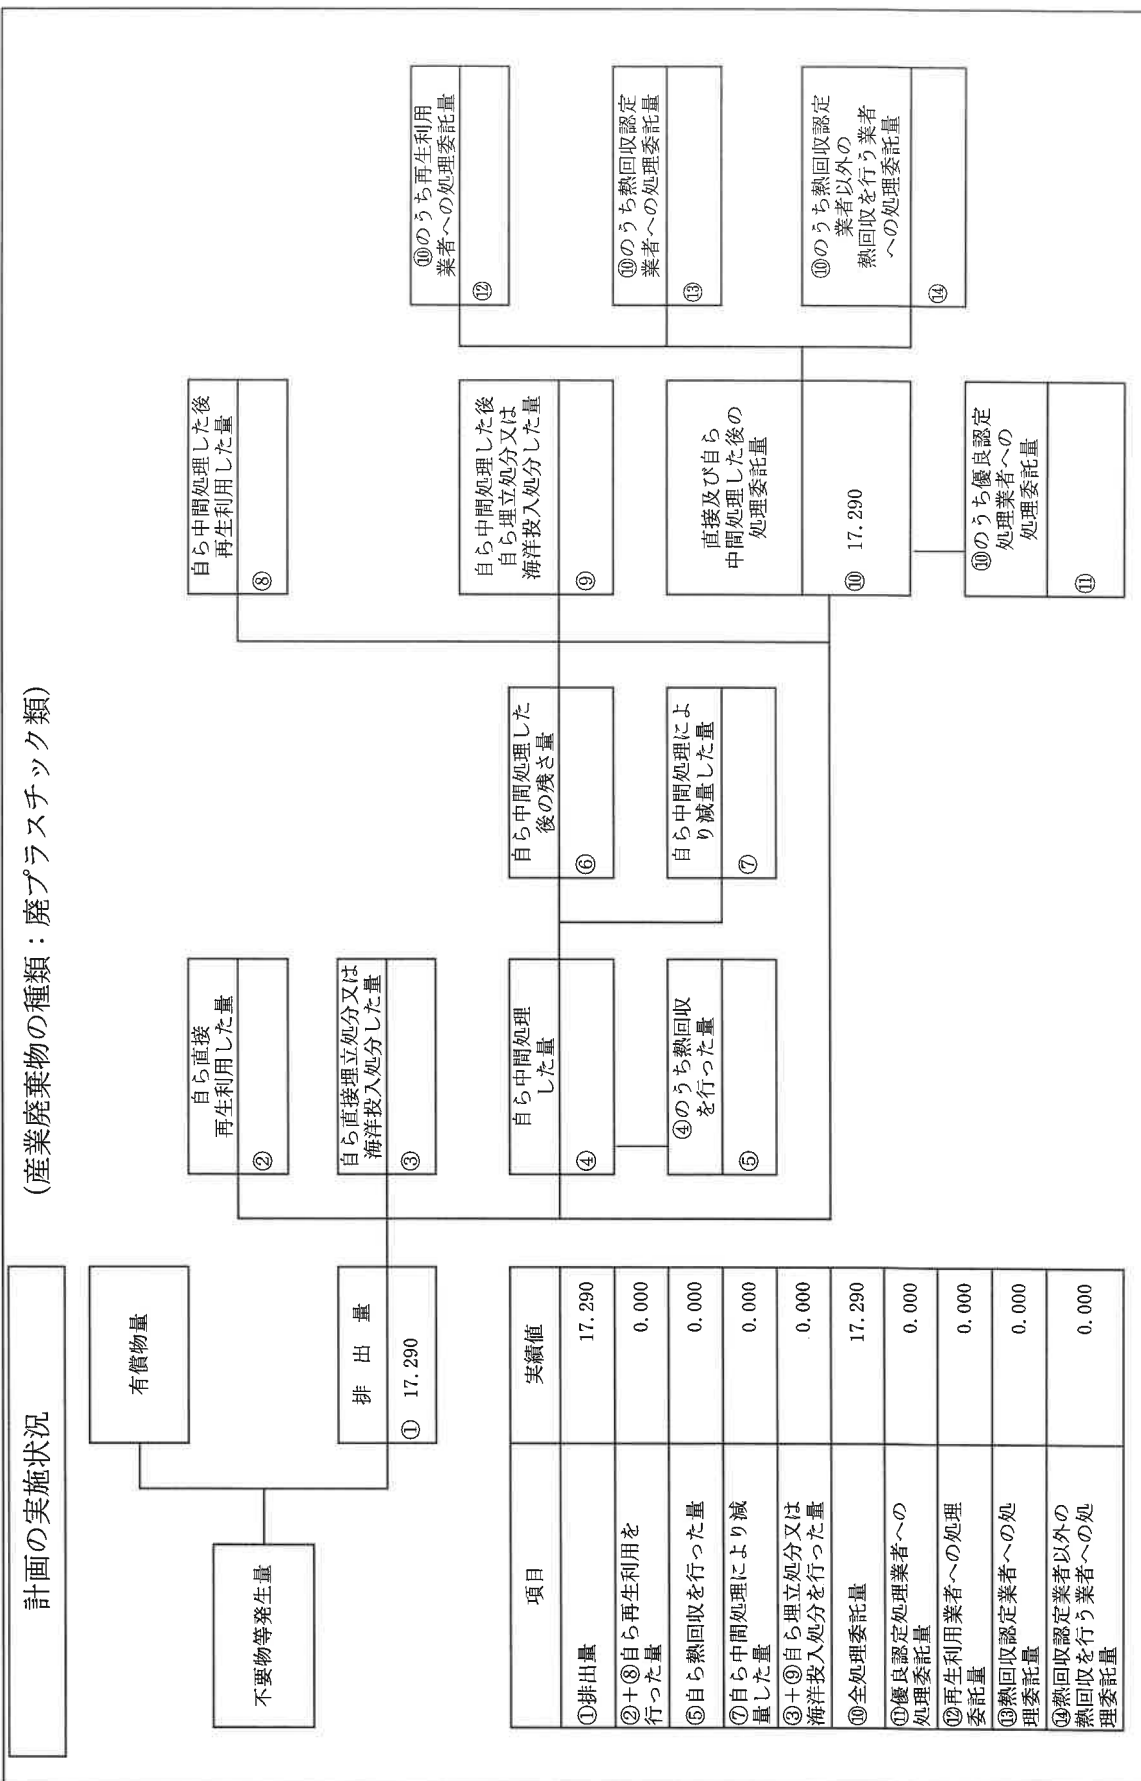 計画の実施状況
(産業廃棄物の種類：廃プラスチック類)
不要物等発生量
有償物量
排出量
① 17.290
自ら直接
再生利用した量
②
自ら直接埋立処分又は
海洋投入処分した量
③
自ら中間処理
した量
④
④のうち熱回収
を行った量
⑤
自ら中間処理した
後の残さ量
⑥
自ら中間処理によ
り減量した量
⑦
自ら中間処理した後
再生利用した量
⑧
自ら中間処理した後
自ら埋立処分又は
海洋投入処分した量
⑨
直接及び自ら
中間処理した後の
処理委託量
⑩ 17.290
⑩のうち優良認定
処理業者への
処理委託量
⑪
⑩のうち再生利用
業者への処理委託量
⑫
⑩のうち熱回収認定
業者への処理委託量
⑬
⑩のうち熱回収認定
業者以外の
熱回収を行う業者
への処理委託量
⑭
項目 実績値
①排出量 17.290
②+⑧自ら再生利用を
行った量 0.000
⑤自ら熱回収を行った量 0.000
⑦自ら中間処理により減
量した量 0.000
③+⑨自ら埋立処分又は
海洋投入処分を行った量 0.000
⑩全処理委託量 17.290
⑪優良認定処理業者への
処理委託量 0.000
⑫再生利用業者への処理
委託量 0.000
⑬熱回収認定業者への処
理委託量 0.000
⑭熱回収認定業者以外の
熱回収を行う業者への処
理委託量 0.000